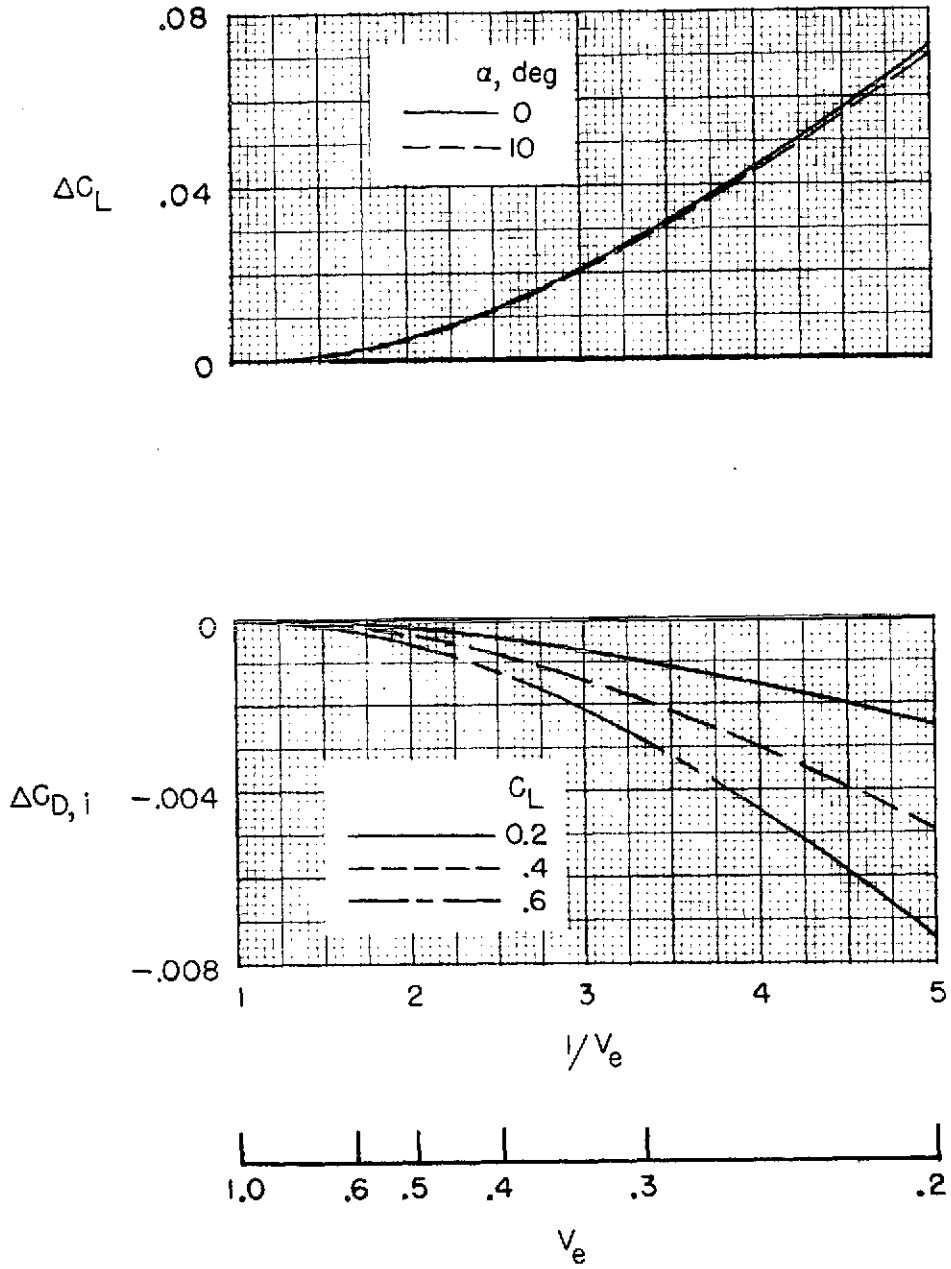 .08
α, deg
0
10
ΔC_L .04
0
0
ΔC_D,i -.004
C_L
0.2
.4
.6
-.008
1 2 3 4 5
1/V_e
1.0 .6 .5 .4 .3 .2
V_e